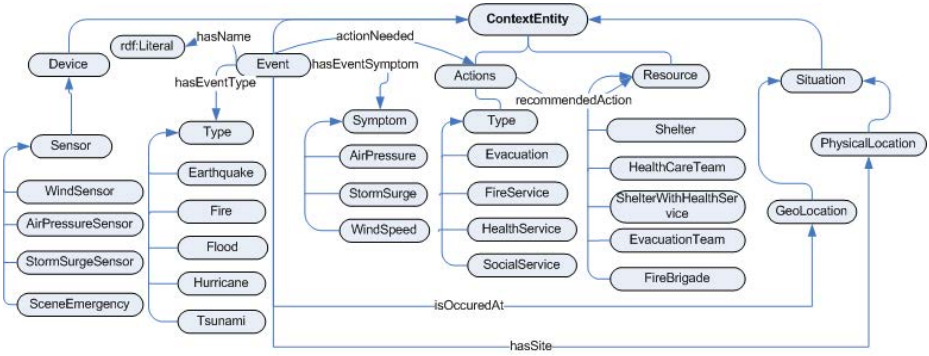 ContextEntity
hasName
rdf:Literal
actionNeeded
Device
Event
hasEventSymptom
Actions
Resource
Situation
hasEventType
recommendedAction
Type
Symptom
Type
Shelter
Sensor
PhysicalLocation
AirPressure
Evacuation
Earthquake
HealthCareTeam
WindSensor
StormSurge
FireService
ShelterWithHealthSer
vice
Fire
GeoLocation
AirPressureSensor
WindSpeed
HealthService
EvacuationTeam
Flood
StormSurgeSensor
SocialService
Hurricane
FireBrigade
SceneEmergency
isOccuredAt
Tsunami
hasSite